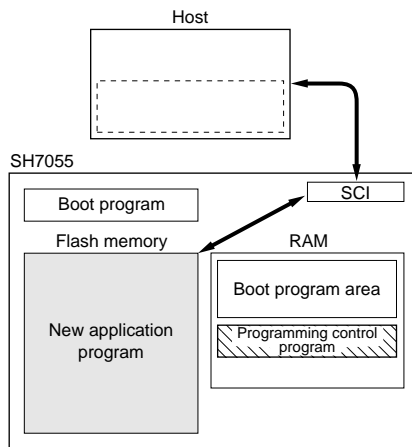 Host
SH7055
SCI
Boot program
Flash memory
RAM
Boot program area
New application
program
Programming control
program